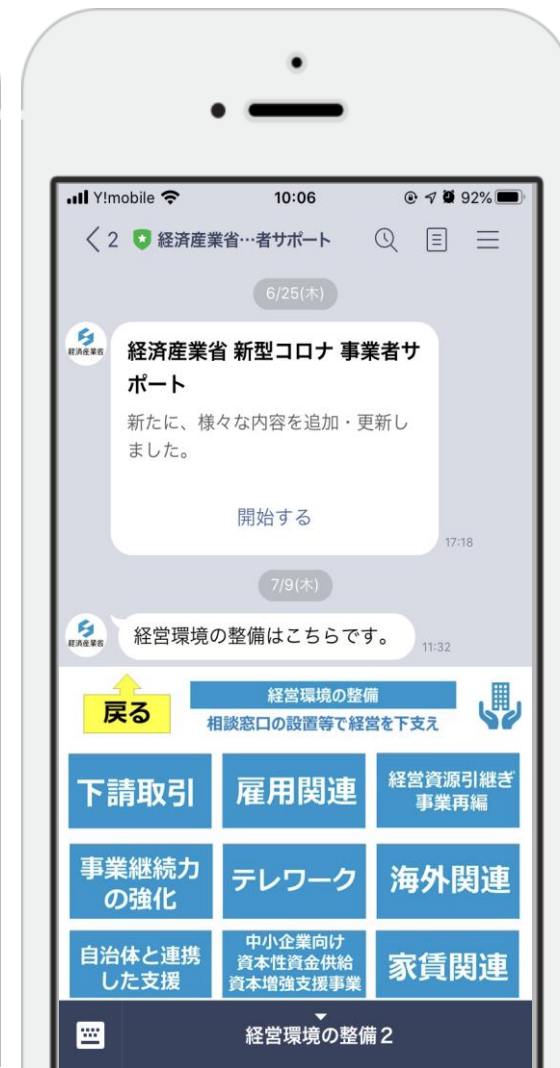 Y!mobile 10:06 92%
2 経済産業省…者サポート
6/25(木)
経済産業省
経済産業省 新型コロナ 事業者サ
ポート
新たに、様々な内容を追加・更新し
ました。
開始する
17:18
7/9(木)
経済産業省
経営環境の整備はこちらです。
11:32
戻る
経営環境の整備
相談窓口の設置等で経営を下支え
下請取引
雇用関連
経営資源引継ぎ
事業再編
事業継続力
の強化
テレワーク
海外関連
自治体と連携
した支援
中小企業向け
資本性資金供給
資本増強支援事業
家賃関連
経営環境の整備2